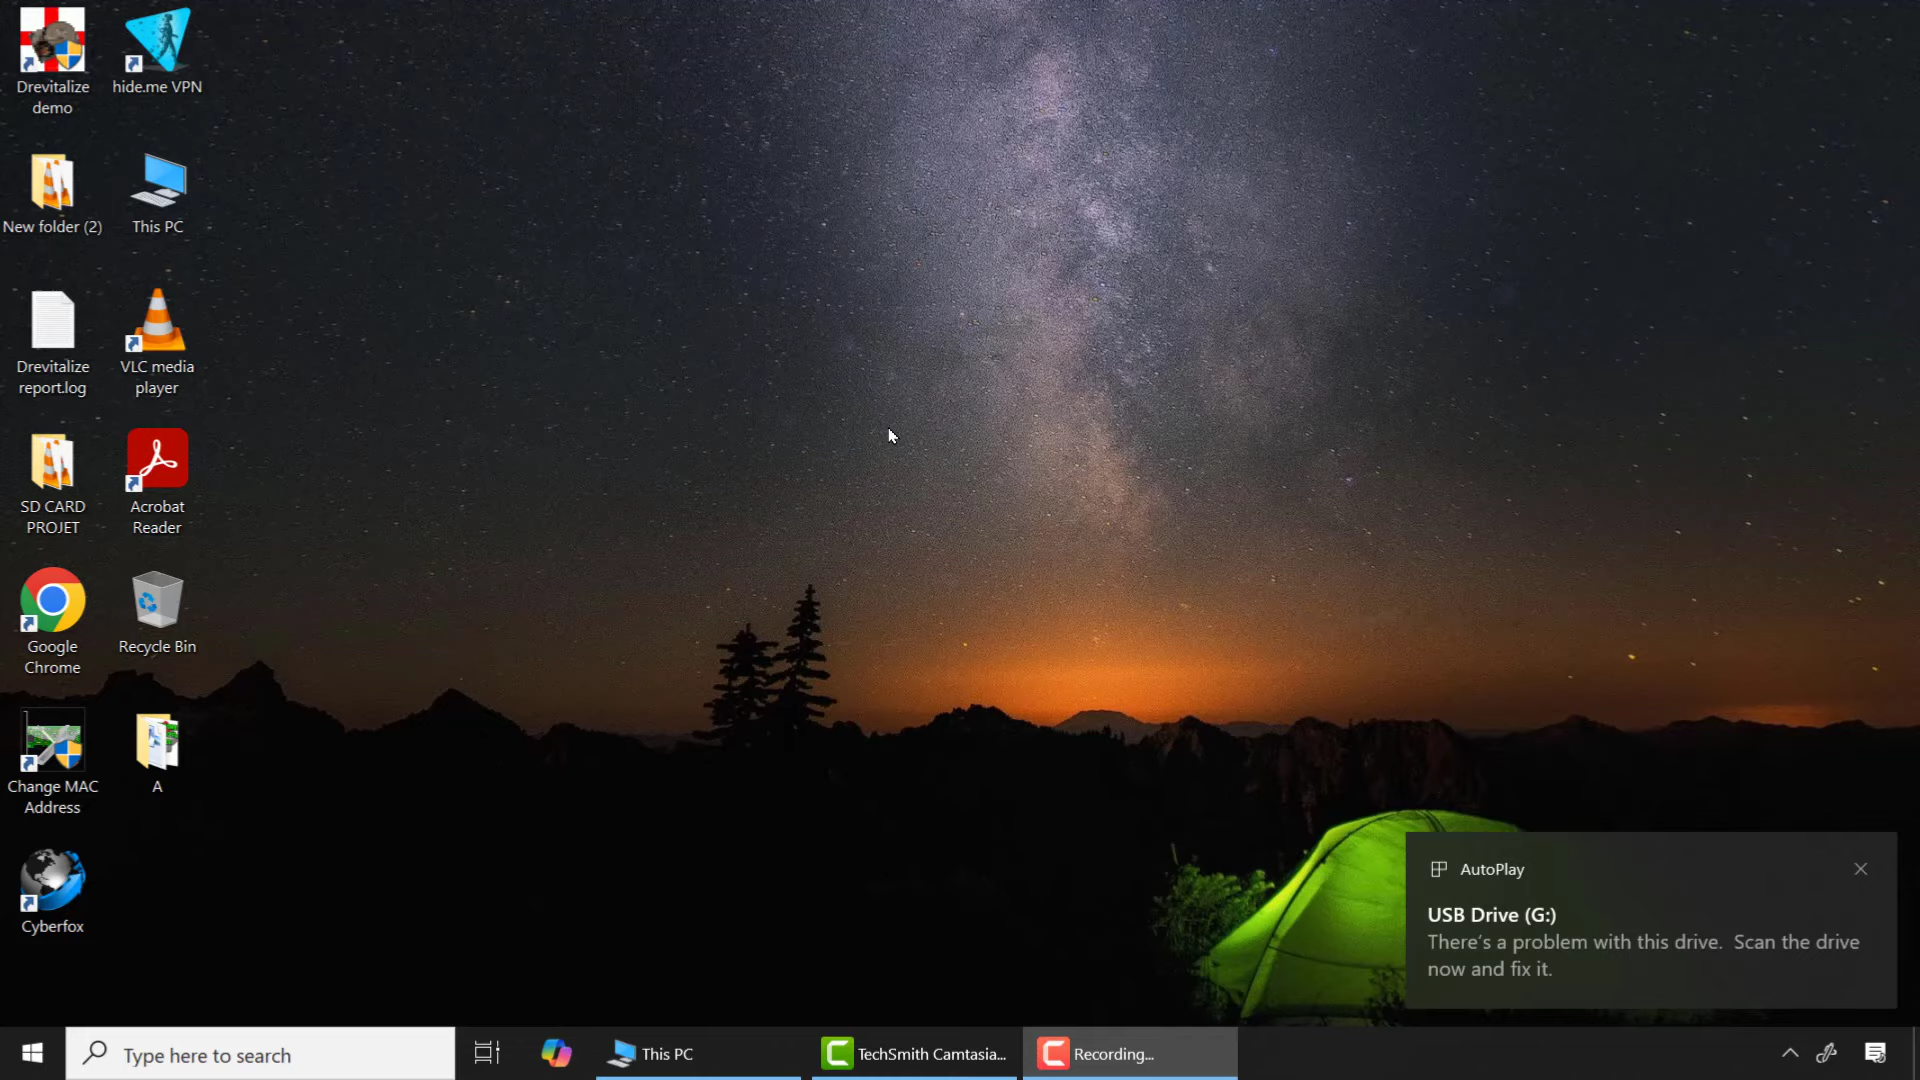 Drevitalize
demo
hide.me VPN
New folder (2)
This PC
Drevitalize
report.log
VLC media
player
SD CARD
PROJET
Acrobat
Reader
Google
Chrome
Recycle Bin
Change MAC
Address
A
Cyberfox
AutoPlay
USB Drive (G:)
There's a problem with this drive. Scan the drive
now and fix it.
Type here to search
This PC
TechSmith Camtasia...
Recording...